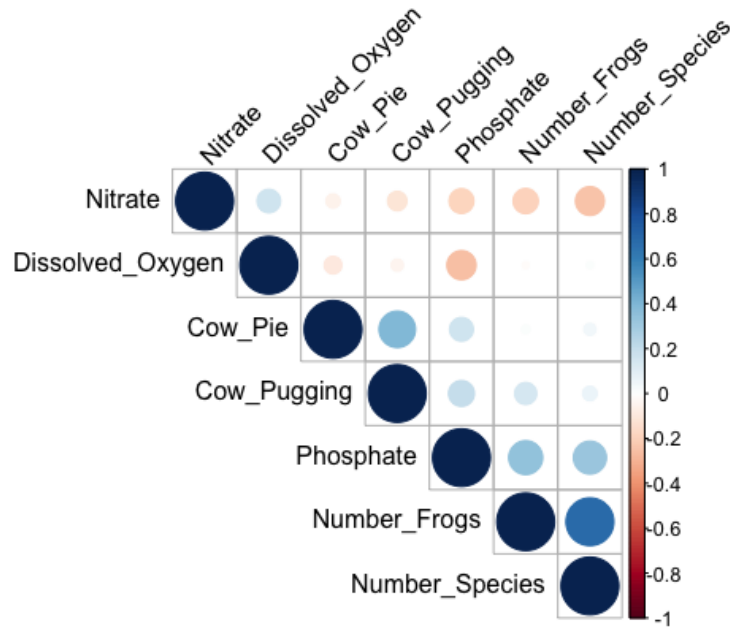 Nitrate
Dissolved_Oxygen
Cow_Pie
Cow_Pugging
Phosphate
Number_Frogs
Number_Species
Nitrate
Dissolved_Oxygen
Cow_Pie
Cow_Pugging
Phosphate
Number_Frogs
Number_Species
1
0.8
0.6
0.4
0.2
0
-0.2
-0.4
-0.6
-0.8
-1